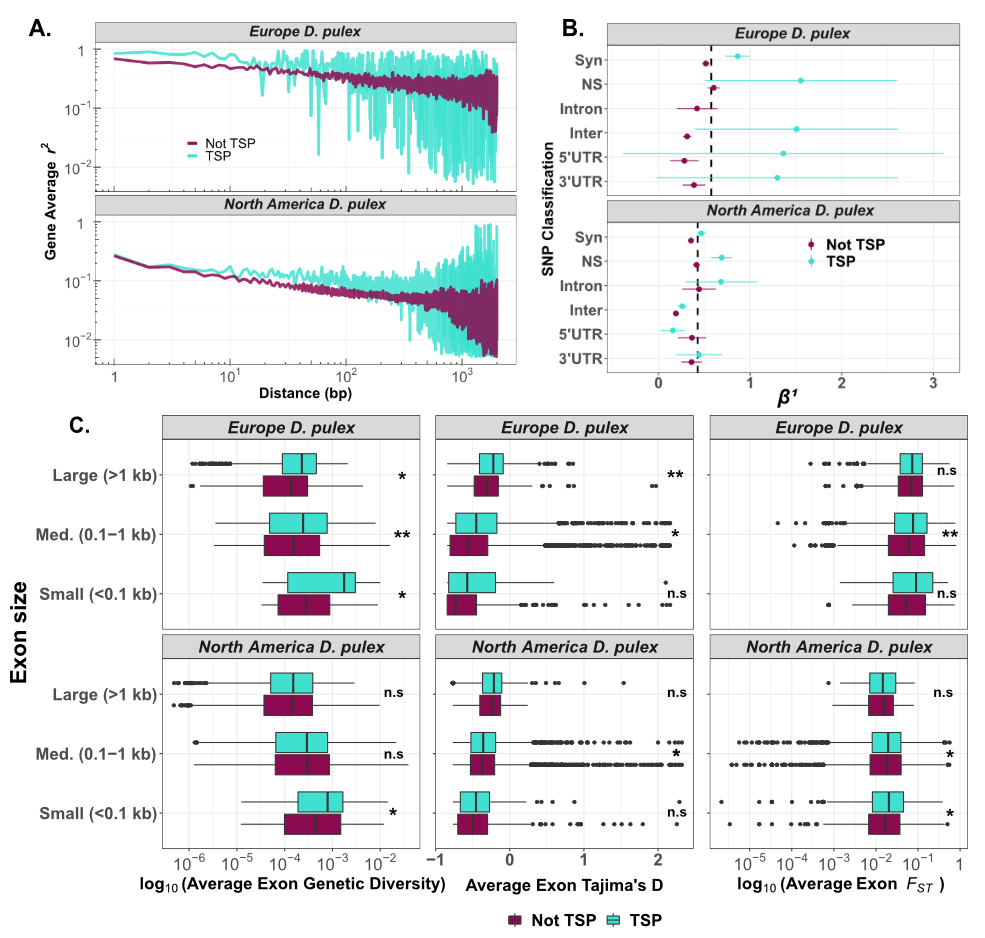 A.
Europe D. pulex
1
10⁻¹
10⁻²
Not TSP
TSP
North America D. pulex
1
10⁻¹
10⁻²
Gene Average r²
1 10¹ 10² 10³
Distance (bp)
B.
Europe D. pulex
Syn
NS
Intron
Inter
5'UTR
3'UTR
North America D. pulex
Syn
NS
Intron
Inter
5'UTR
3'UTR
Not TSP
TSP
SNP Classification
0 1 2 3
β¹
C.
Europe D. pulex Europe D. pulex Europe D. pulex
Large (>1 kb) * ** n.s
Med. (0.1−1 kb) ** * **
Small (<0.1 kb) * n.s n.s
North America D. pulex North America D. pulex North America D. pulex
Large (>1 kb) n.s n.s n.s
Med. (0.1−1 kb) n.s * *
Small (<0.1 kb) * n.s *
Exon size
10⁻⁶ 10⁻⁵ 10⁻⁴ 10⁻³ 10⁻² −1 0 1 2 10⁻⁵ 10⁻⁴ 10⁻³ 10⁻² 10⁻¹ 1
log₁₀(Average Exon Genetic Diversity) Average Exon Tajima's D log₁₀(Average Exon F_ST)
Not TSP TSP